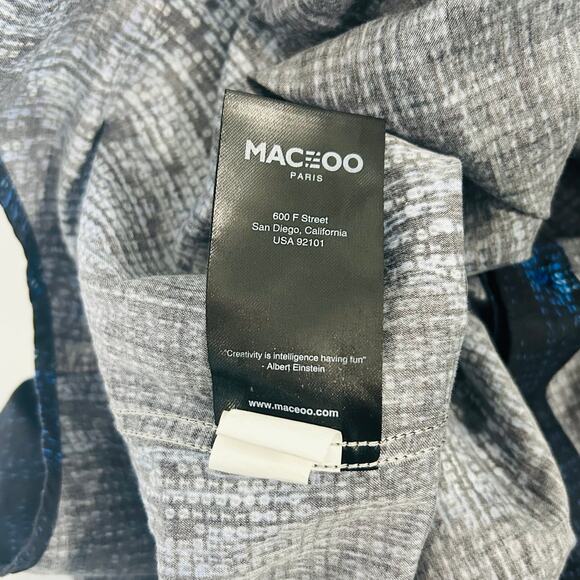 MACEOO
PARIS
600 F Street
San Diego, California
USA 92101
"Creativity is intelligence having fun"
- Albert Einstein
www.maceoo.com